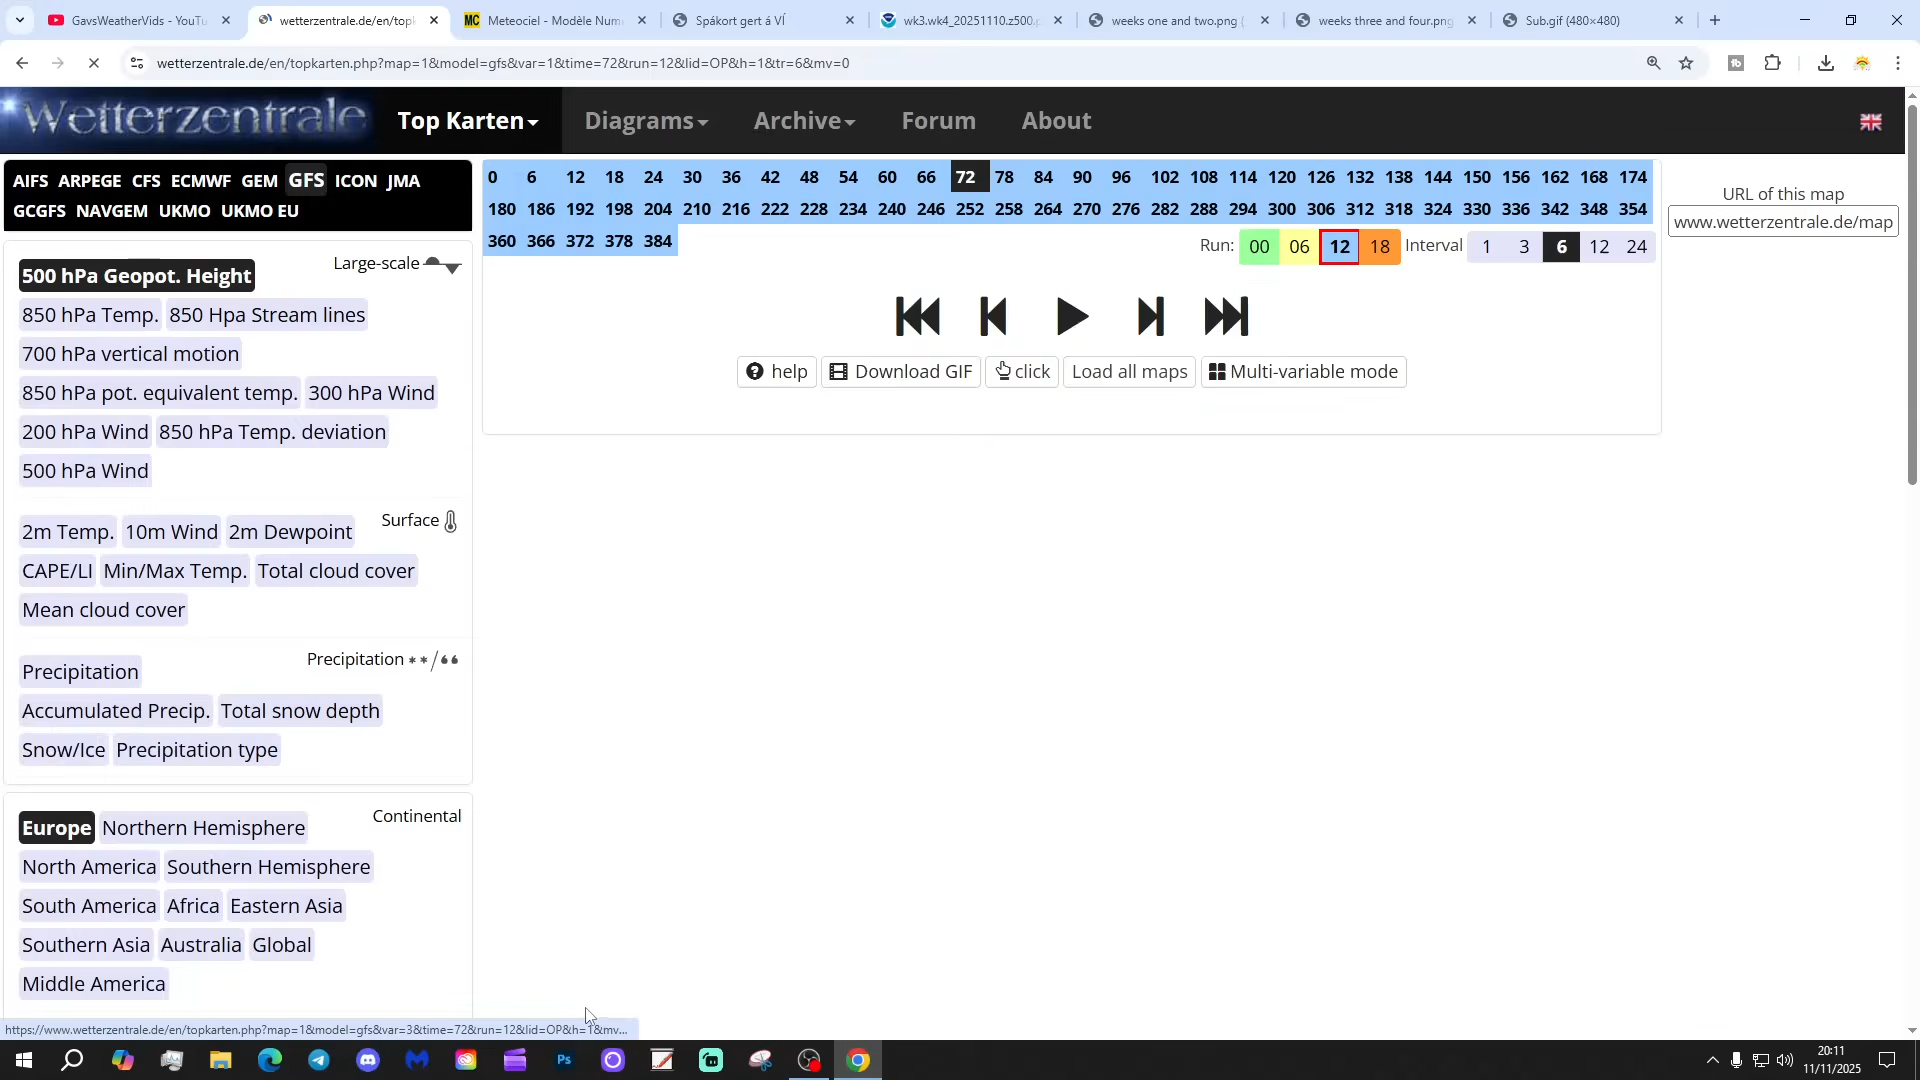 GavsWeatherVids - YouTu
wetterzentrale.de/en/topk
Meteociel - Modèle Numé
Spákort gert á VÍ
wk3.wk4_20251110.z500.p
weeks one and two.png (
weeks three and four.png
Sub.gif (480×480)
wetterzentrale.de/en/topkarten.php?map=1&model=gfs&var=1&time=72&run=12&lid=OP&h=1&tr=6&mv=0
Wetterzentrale
Top Karten
Diagrams
Archive
Forum
About
AIFS ARPEGE CFS ECMWF GEM GFS ICON JMA
GCGFS NAVGEM UKMO UKMO EU
0 6 12 18 24 30 36 42 48 54 60 66 72 78 84 90 96 102 108 114 120 126 132 138 144 150 156 162 168 174
180 186 192 198 204 210 216 222 228 234 240 246 252 258 264 270 276 282 288 294 300 306 312 318 324 330 336 342 348 354
360 366 372 378 384
Run: 00 06 12 18 Interval 1 3 6 12 24
help Download GIF click Load all maps Multi-variable mode
URL of this map
www.wetterzentrale.de/map
Large-scale
500 hPa Geopot. Height
850 hPa Temp. 850 Hpa Stream lines
700 hPa vertical motion
850 hPa pot. equivalent temp. 300 hPa Wind
200 hPa Wind 850 hPa Temp. deviation
500 hPa Wind
Surface
2m Temp. 10m Wind 2m Dewpoint
CAPE/LI Min/Max Temp. Total cloud cover
Mean cloud cover
Precipitation **/
Precipitation
Accumulated Precip. Total snow depth
Snow/Ice Precipitation type
Continental
Europe Northern Hemisphere
North America Southern Hemisphere
South America Africa Eastern Asia
Southern Asia Australia Global
Middle America
https://www.wetterzentrale.de/en/topkarten.php?map=1&model=gfs&var=3&time=72&run=12&lid=OP&h=1&mv...
Ps
20:11
11/11/2025